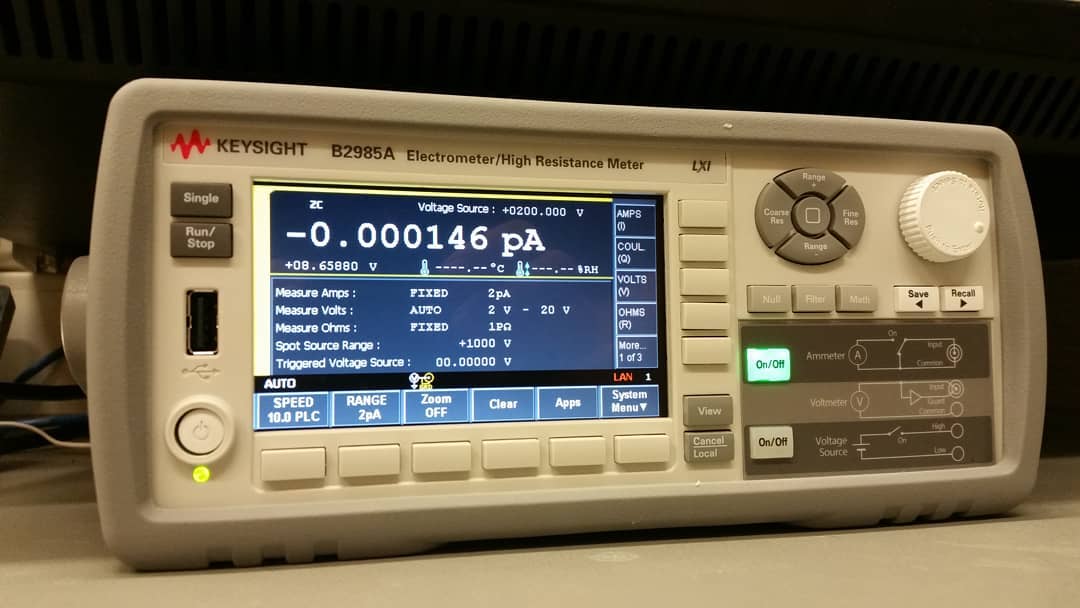 KEYSIGHT B2985A Electrometer/High Resistance Meter LXI
Single
Run/
Stop
ZC Voltage Source : +0200.000 V
-0.000146 pA
+08.65880 V ----.-- °C ---.-- %RH
Measure Amps : FIXED 2pA
Measure Volts : AUTO 2 V - 20 V
Measure Ohms : FIXED 1PΩ
Spot Source Range : +1000 V
Triggered Voltage Source : 00.00000 V
AUTO LAN 1
AMPS
(I)
COUL.
(Q)
VOLTS
(V)
OHMS
(R)
More...
1 of 3
SPEED
10.0 PLC
RANGE
2pA
Zoom
OFF
Clear
Apps
System
Menu▼
View
Cancel
Local
Range
+
Coarse
Res
Fine
Res
Range
-
Push to Enter
Null
Filter
Math
Save
◀
Recall
▶
On/Off
Ammeter A On Input
Common
Voltmeter V Input
Guard
Common
On/Off
Voltage
Source On High
Low